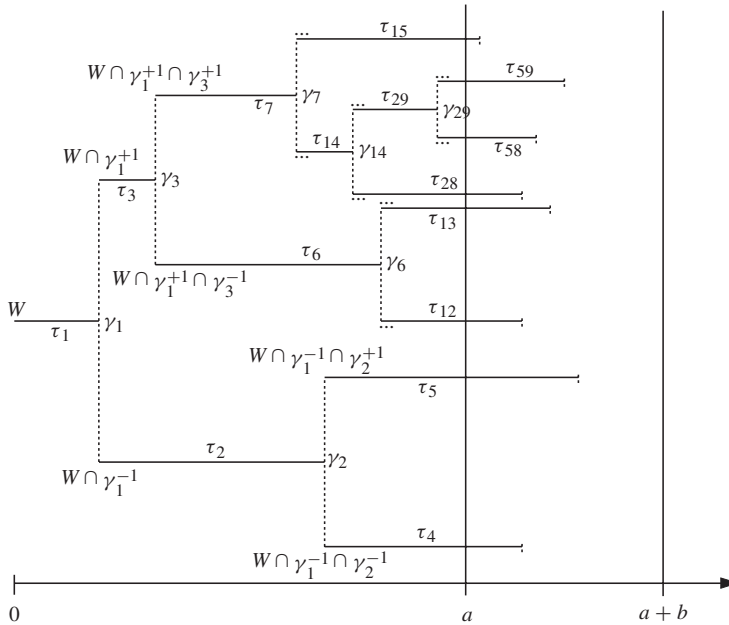 τ₁₅
τ₅₉
W ∩ γ₁⁺¹ ∩ γ₃⁺¹
τ₇
γ₇
τ₂₉
γ₂₉
τ₁₄
γ₁₄
τ₅₈
W ∩ γ₁⁺¹
τ₃
γ₃
τ₂₈
τ₁₃
τ₆
γ₆
W ∩ γ₁⁺¹ ∩ γ₃⁻¹
W
τ₁
γ₁
τ₁₂
W ∩ γ₁⁻¹ ∩ γ₂⁺¹
τ₅
τ₂
γ₂
W ∩ γ₁⁻¹
τ₄
W ∩ γ₁⁻¹ ∩ γ₂⁻¹
0 a a + b